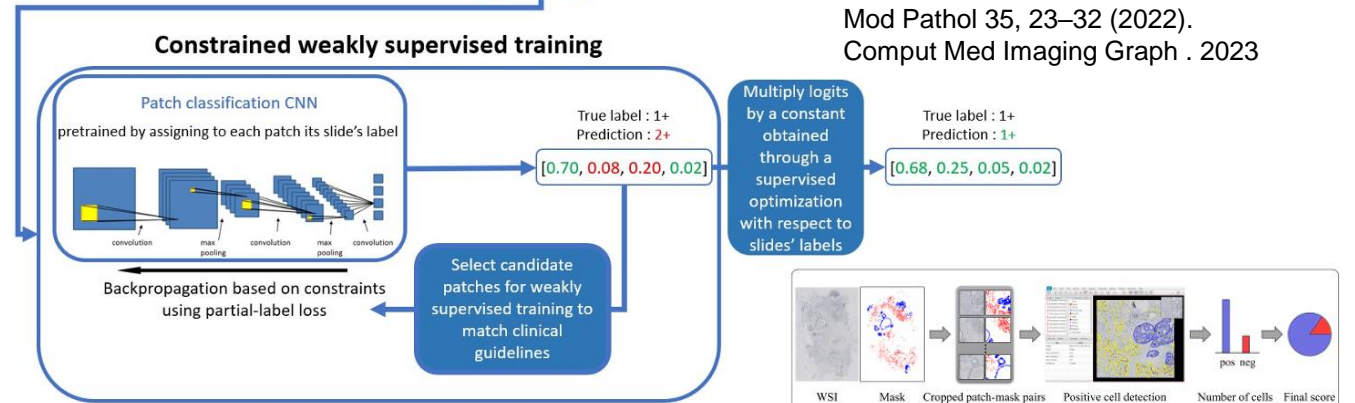 Mod Pathol 35, 23–32 (2022).
Comput Med Imaging Graph . 2023
Constrained weakly supervised training
Patch classification CNN
pretrained by assigning to each patch its slide's label
convolution
max
pooling
convolution
max
pooling
convolution
Backpropagation based on constraints
using partial-label loss
Select candidate
patches for weakly
supervised training to
match clinical
guidelines
True label : 1+
Prediction : 2+
[0.70, 0.08, 0.20, 0.02]
Multiply logits
by a constant
obtained
through a
supervised
optimization
with respect to
slides' labels
True label : 1+
Prediction : 1+
[0.68, 0.25, 0.05, 0.02]
pos neg
WSI
Mask
Cropped patch-mask pairs
Positive cell detection
Number of cells
Final score